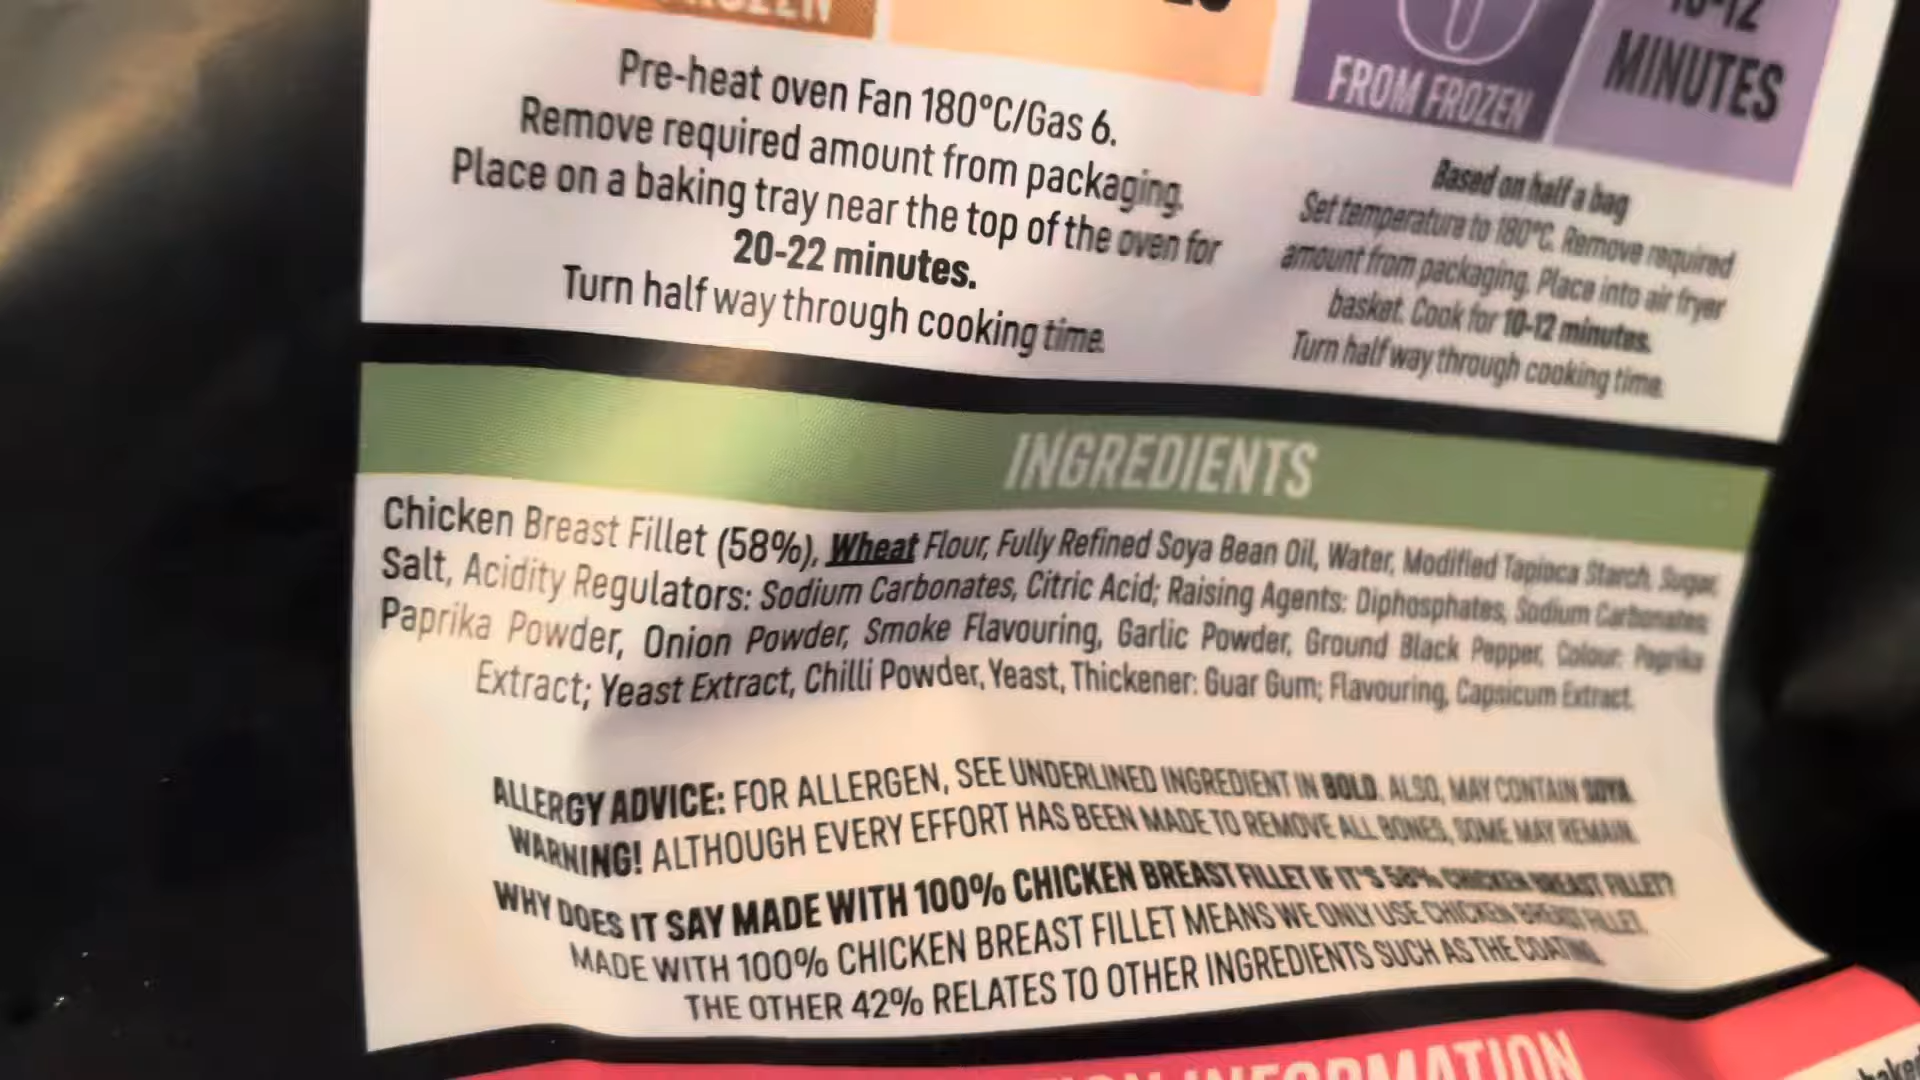 FROZEN
10-12
MINUTES
FROM FROZEN
Pre-heat oven Fan 180°C/Gas 6.
Remove required amount from packaging.
Place on a baking tray near the top of the oven for
20-22 minutes.
Turn half way through cooking time.
Based on half a bag
Set temperature to 180°C. Remove required
amount from packaging. Place into air fryer
basket. Cook for 10-12 minutes.
Turn half way through cooking time.
INGREDIENTS
Chicken Breast Fillet (58%), Wheat Flour, Fully Refined Soya Bean Oil, Water, Modified Tapioca Starch, Sugar,
Salt, Acidity Regulators: Sodium Carbonates, Citric Acid; Raising Agents: Diphosphates, Sodium Carbonates;
Paprika Powder, Onion Powder, Smoke Flavouring, Garlic Powder, Ground Black Pepper, Colour: Paprika
Extract; Yeast Extract, Chilli Powder, Yeast, Thickener: Guar Gum; Flavouring, Capsicum Extract.
ALLERGY ADVICE: FOR ALLERGEN, SEE UNDERLINED INGREDIENT IN BOLD. ALSO, MAY CONTAIN SOYA.
WARNING! ALTHOUGH EVERY EFFORT HAS BEEN MADE TO REMOVE ALL BONES, SOME MAY REMAIN.
WHY DOES IT SAY MADE WITH 100% CHICKEN BREAST FILLET IF IT'S 58% CHICKEN BREAST FILLET?
MADE WITH 100% CHICKEN BREAST FILLET MEANS WE ONLY USE CHICKEN BREAST FILLET.
THE OTHER 42% RELATES TO OTHER INGREDIENTS SUCH AS THE COATING.
INFORMATION